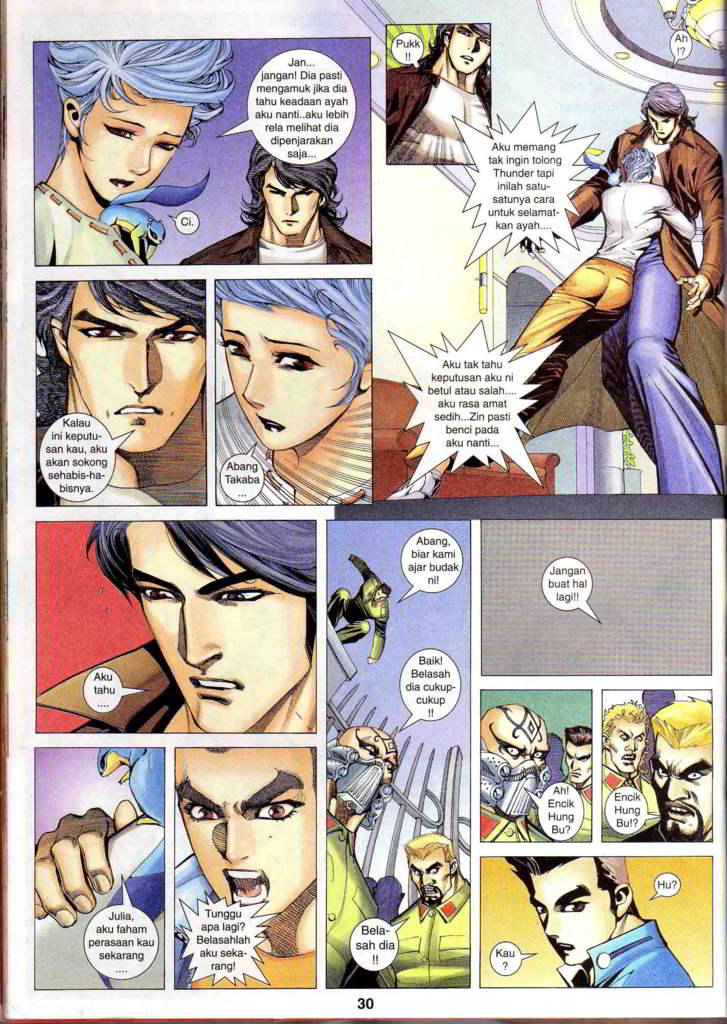 Jan...
jangan! Dia pasti
mengamuk jika dia
tahu keadaan ayah
aku nanti..aku lebih
rela melihat dia
dipenjarakan
saja...
Ci.
Pukk
!!
Ah
!?
Aku memang
tak ingin tolong
Thunder tapi
inilah satu-
satunya cara
untuk selamat-
kan ayah....
Aku tak tahu
keputusan aku ni
betul atau salah....
aku rasa amat
sedih...Zin pasti
benci pada
aku nanti...
Kalau
ini keputu-
san kau, aku
akan sokong
sehabis-ha-
bisnya.
Abang
Takaba
...
Aku
tahu
....
Julia,
aku faham
perasaan kau
sekarang
....
Tunggu
apa lagi?
Belasahlah
aku seka-
rang!
Abang,
biar kami
ajar budak
ni!
Baik!
Belasah
dia cukup-
cukup
!!
Bela-
sah dia
!!
Jangan
buat hal
lagi!!
Ah!
Encik
Hung
Bu?
Encik
Hung
Bu!?
Hu?
Kau
?
30